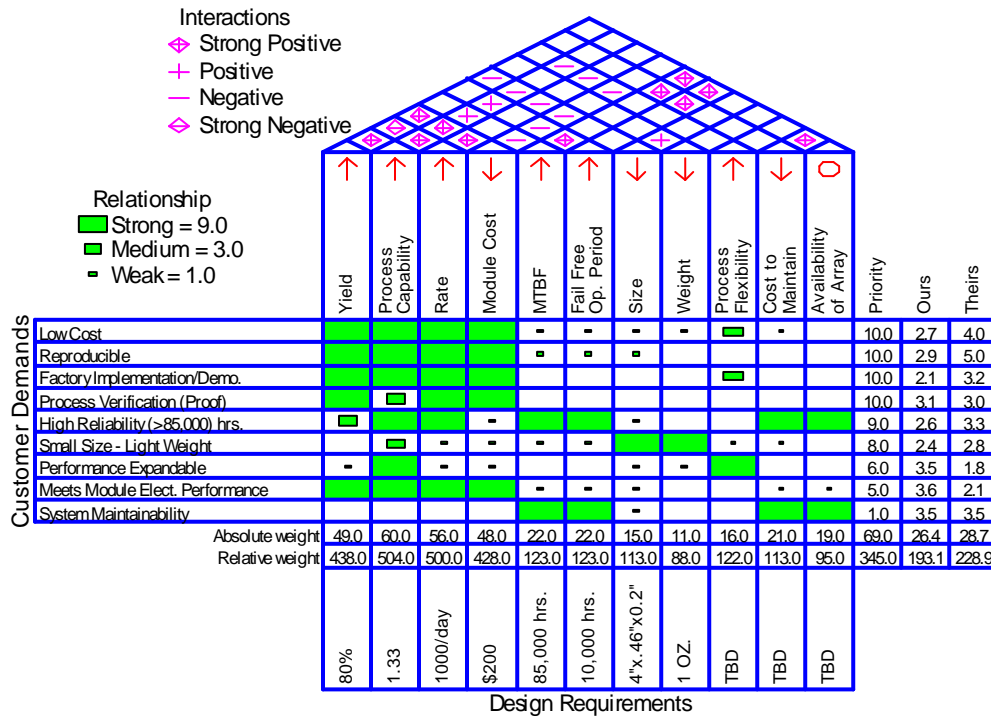 Interactions
Strong Positive
Positive
Negative
Strong Negative
Relationship
Strong = 9.0
Medium = 3.0
Weak = 1.0
Yield
Process Capability
Rate
Module Cost
MTBF
Fail Free Op. Period
Size
Weight
Process Flexibility
Cost to Maintain
Availability of Array
Priority
Ours
Theirs
Customer Demands
Low Cost 10.0 2.7 4.0
Reproducible 10.0 2.9 5.0
Factory Implementation/Demo. 10.0 2.1 3.2
Process Verification (Proof) 10.0 3.1 3.0
High Reliability (>85.000) hrs. 9.0 2.6 3.3
Small Size - Light Weight 8.0 2.4 2.8
Performance Expandable 6.0 3.5 1.8
Meets Module Elect. Performance 5.0 3.6 2.1
System Maintainability 1.0 3.5 3.5
Absolute weight 49.0 60.0 56.0 48.0 22.0 22.0 15.0 11.0 16.0 21.0 19.0 69.0 26.4 28.7
Relative weight 438.0 504.0 500.0 428.0 123.0 123.0 113.0 88.0 122.0 113.0 95.0 345.0 193.1 228.9
80%
1.33
1000/day
$200
85,000 hrs.
10,000 hrs.
4"x.46"x0.2"
1 OZ.
TBD
TBD
TBD
Design Requirements